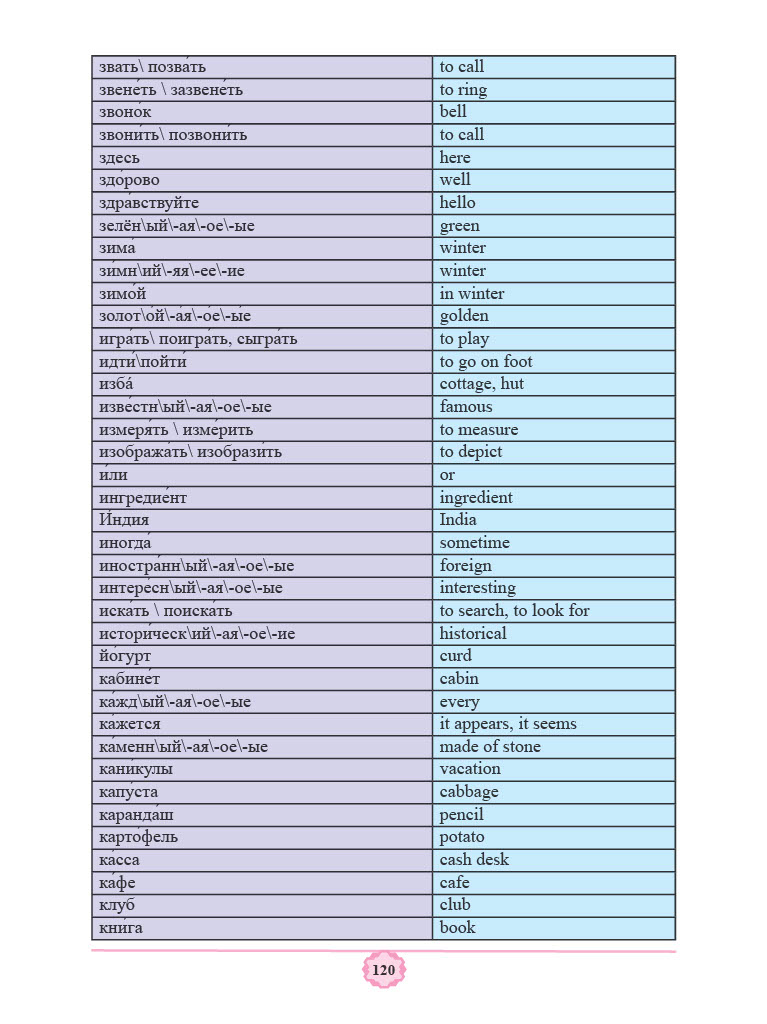 звать\ позва́ть to call
звене́ть \ зазвене́ть to ring
звоно́к bell
звони́ть\ позвони́ть to call
здесь here
здо́рово well
здра́вствуйте hello
зелён\ый\-ая\-ое\-ые green
зима́ winter
зи́мн\ий\-яя\-ее\-ие winter
зимо́й in winter
золот\о́й\-а́я\-о́е\-ы́е golden
игра́ть\ поигра́ть, сыгра́ть to play
идти́\пойти́ to go on foot
изба́ cottage, hut
изве́стн\ый\-ая\-ое\-ые famous
измеря́ть \ изме́рить to measure
изобража́ть\ изобрази́ть to depict
и́ли or
ингредие́нт ingredient
И́ндия India
иногда́ sometime
иностра́нн\ый\-ая\-ое\-ые foreign
интере́сн\ый\-ая\-ое\-ые interesting
иска́ть \ поиска́ть to search, to look for
истори́ческ\ий\-ая\-ое\-ие historical
йо́гурт curd
кабине́т cabin
ка́жд\ый\-ая\-ое\-ые every
ка́жется it appears, it seems
ка́менн\ый\-ая\-ое\-ые made of stone
кани́кулы vacation
капу́ста cabbage
каранда́ш pencil
карто́фель potato
ка́сса cash desk
ка́фе cafe
клуб club
кни́га book
120